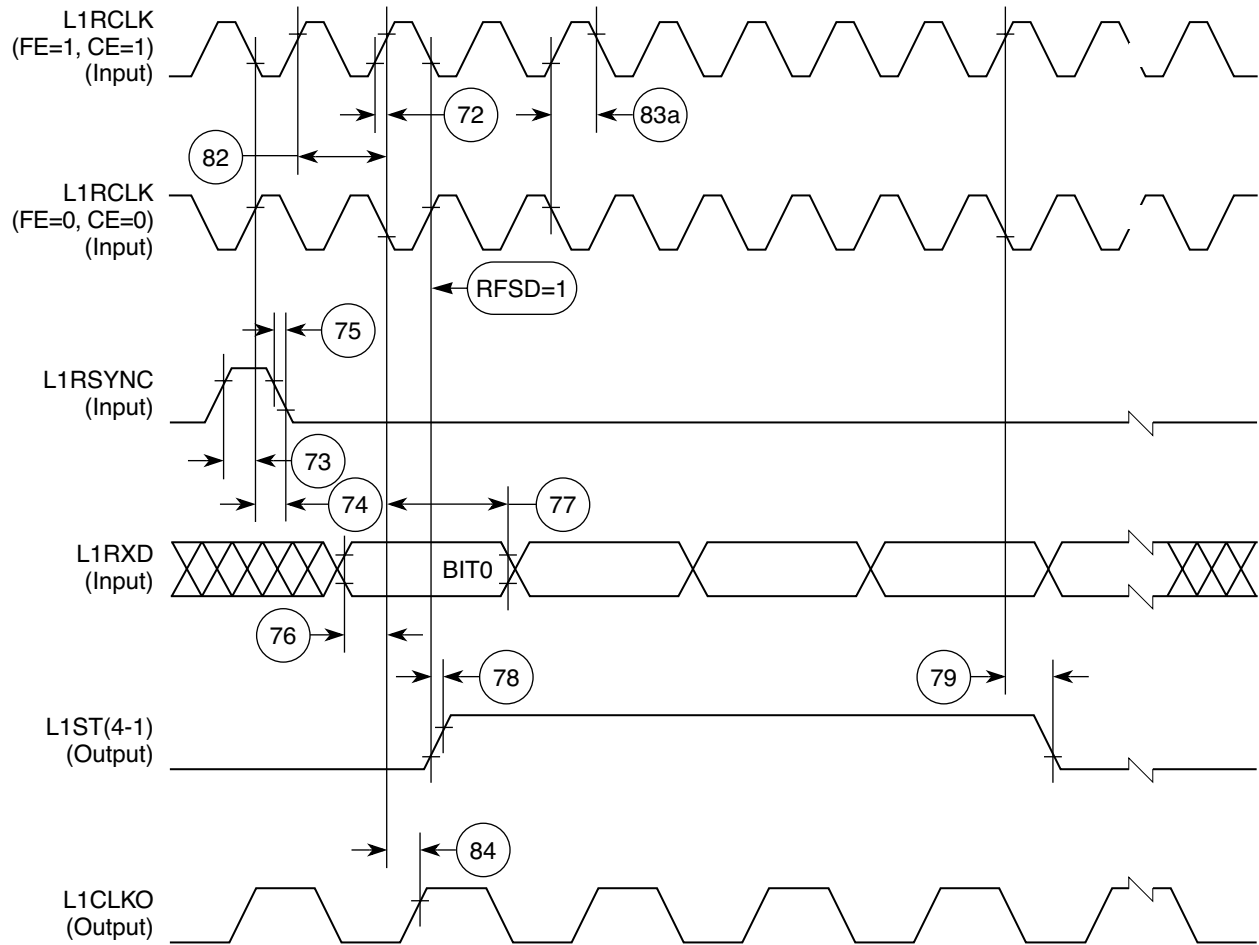 L1RCLK
(FE=1, CE=1)
(Input)
72
83a
82
L1RCLK
(FE=0, CE=0)
(Input)
RFSD=1
75
L1RSYNC
(Input)
73
74
77
L1RXD
(Input)
BIT0
76
78
79
L1ST(4-1)
(Output)
84
L1CLKO
(Output)